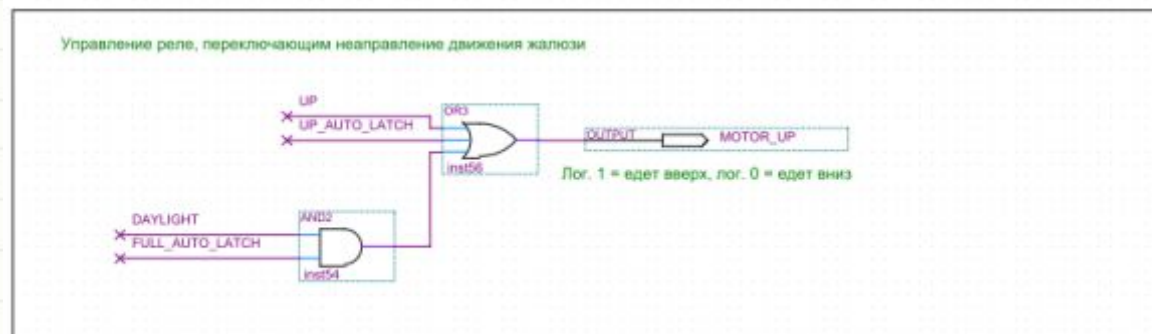 Управление реле, переключающим неаправление движения жалюзи
UP
OR3
UP_AUTO_LATCH
OUTPUT
MOTOR_UP
inst56
Лог. 1 = едет вверх, лог. 0 = едет вниз
DAYLIGHT
AND2
FULL_AUTO_LATCH
inst54